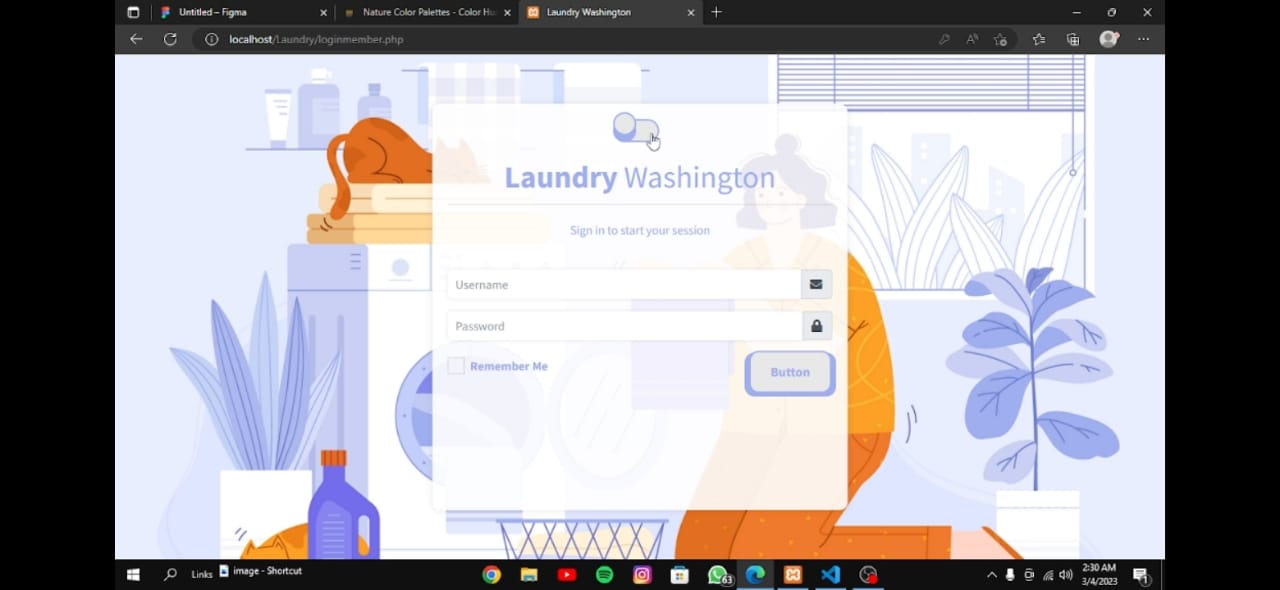 Untitled – Figma
Nature Color Palettes - Color Hu
Laundry Washington
localhost/Laundry/loginmember.php
Laundry Washington
Sign in to start your session
Username
Password
Remember Me
Button
Links
image - Shortcut
63
2:30 AM
3/4/2023
1